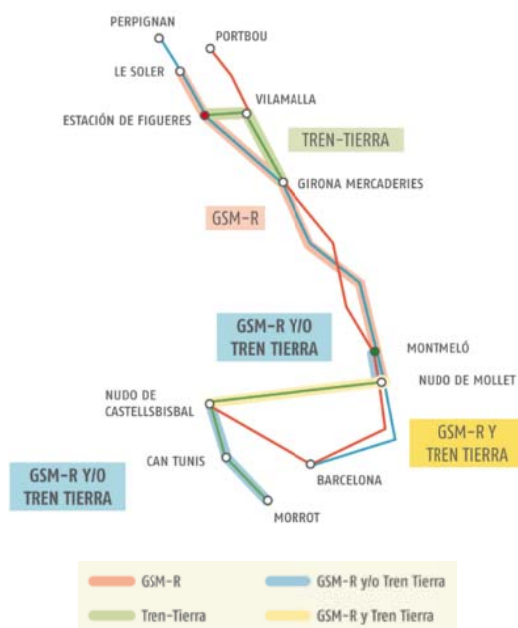 PERPIGNAN
PORTBOU
LE SOLER
VILAMALLA
ESTACIÓN DE FIGUERES
TREN-TIERRA
GIRONA MERCADERIES
GSM-R
GSM-R Y/O
TREN TIERRA
MONTMELÓ
NUDO DE MOLLET
NUDO DE
CASTELLSBISBAL
GSM-R Y
TREN TIERRA
CAN TUNIS
BARCELONA
GSM-R Y/O
TREN TIERRA
MORROT
GSM-R
GSM-R y/o Tren Tierra
Tren-Tierra
GSM-R y Tren Tierra